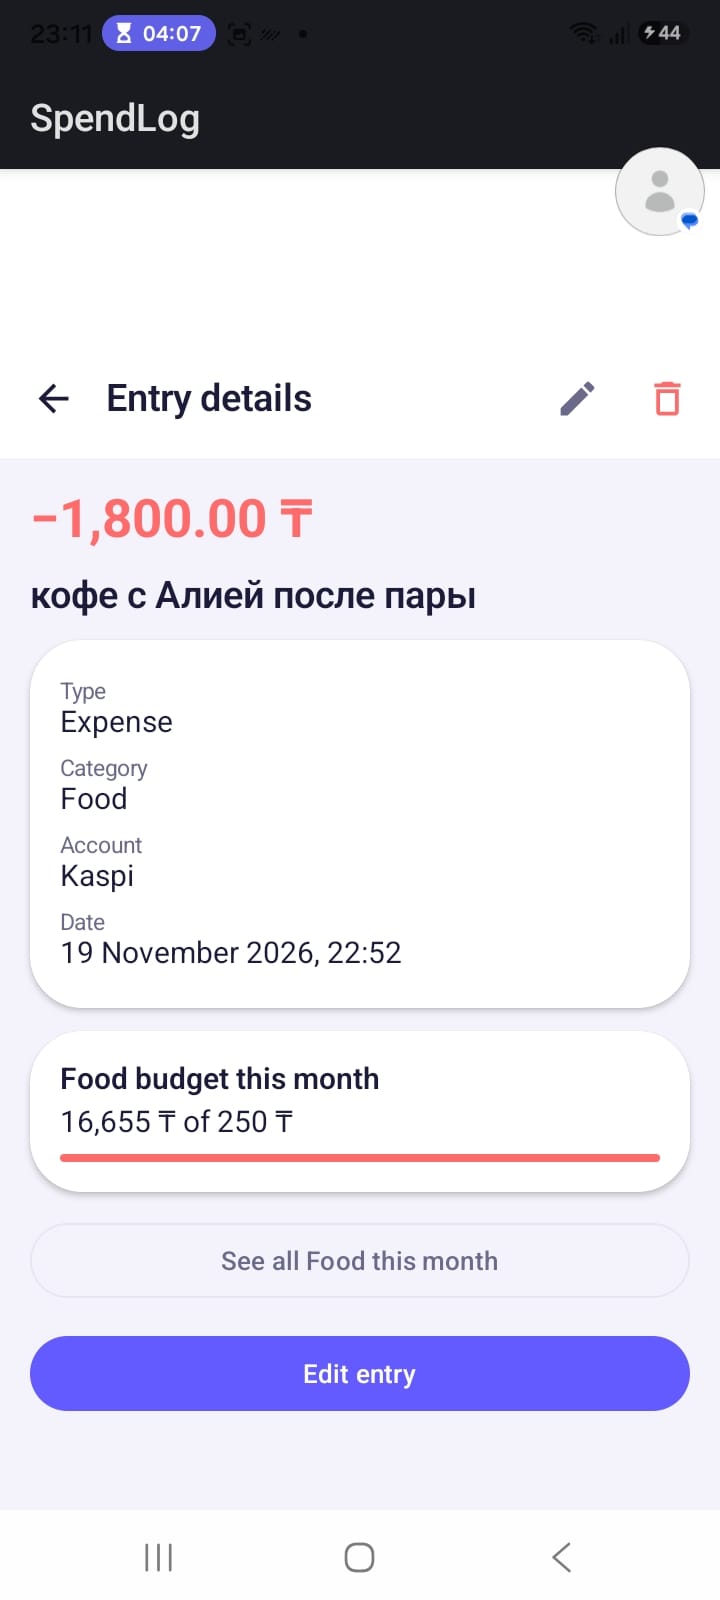 23:11 04:07 44
SpendLog
Entry details
−1,800.00 ₸
кофе с Алией после пары
Type
Expense
Category
Food
Account
Kaspi
Date
19 November 2026, 22:52
Food budget this month
16,655 ₸ of 250 ₸
See all Food this month
Edit entry